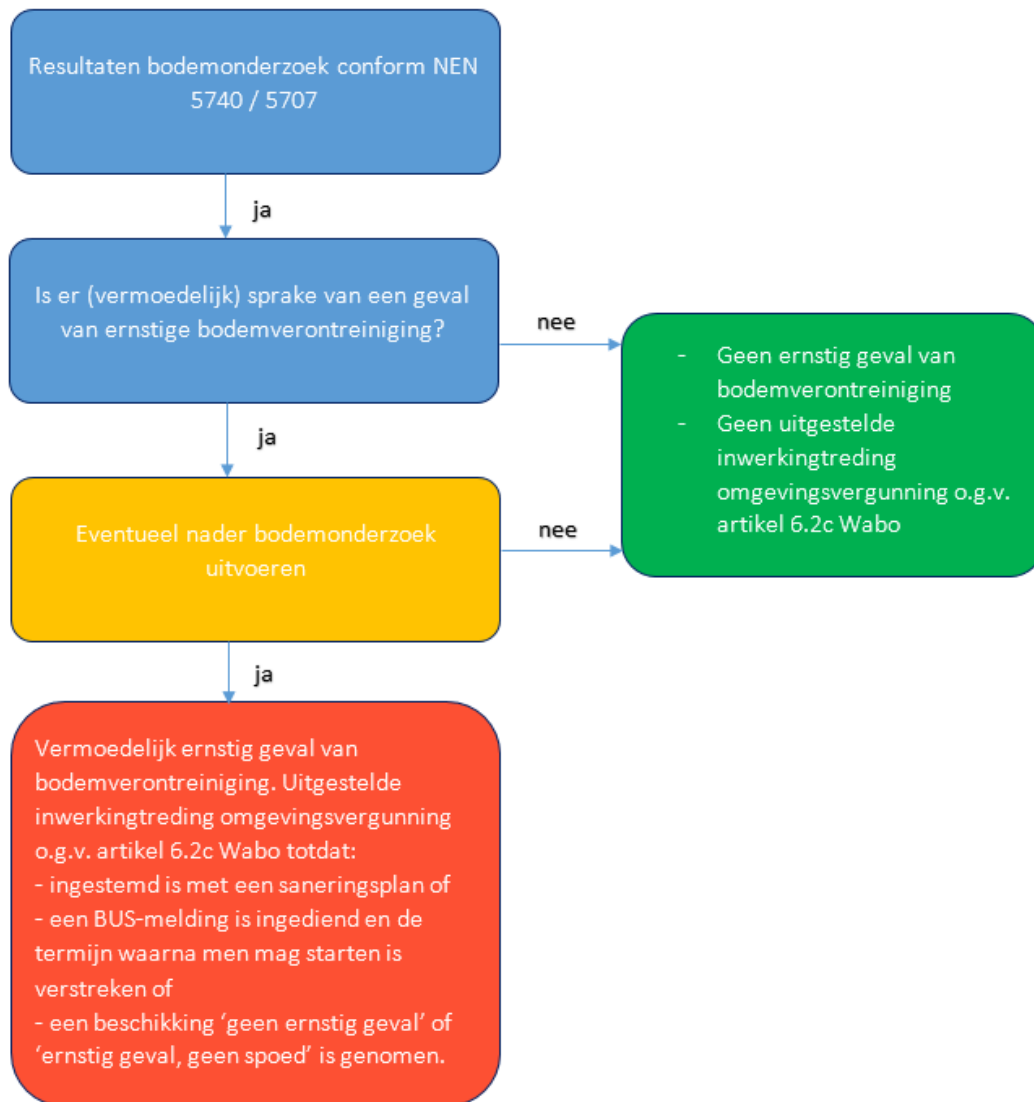 Resultaten bodemonderzoek conform NEN
5740 / 5707
ja
Is er (vermoedelijk) sprake van een geval
van ernstige bodemverontreiniging?
nee
- Geen ernstig geval van
bodemverontreiniging
- Geen uitgestelde
inwerkingtreding
omgevingsvergunning o.g.v.
artikel 6.2c Wabo
ja
Eventueel nader bodemonderzoek
uitvoeren
nee
ja
Vermoedelijk ernstig geval van
bodemverontreiniging. Uitgestelde
inwerkingtreding omgevingsvergunning
o.g.v. artikel 6.2c Wabo totdat:
- ingestemd is met een saneringsplan of
- een BUS-melding is ingediend en de
termijn waarna men mag starten is
verstreken of
- een beschikking ‘geen ernstig geval’ of
‘ernstig geval, geen spoed’ is genomen.